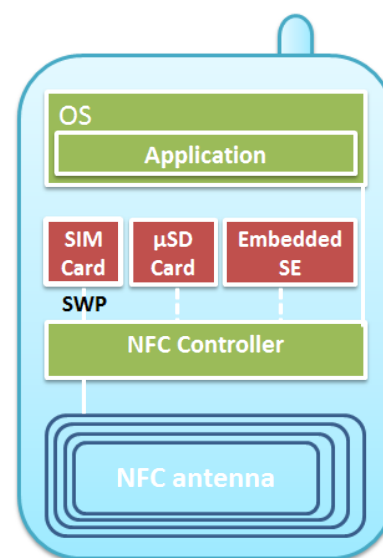 OS
Application
SIM
Card
µSD
Card
Embedded
SE
SWP
NFC Controller
NFC antenna